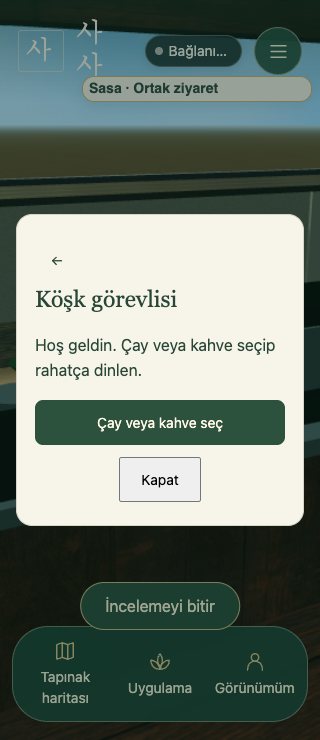 사
사
사
Bağlanı...
Sasa · Ortak ziyaret
←
Köşk görevlisi
Hoş geldin. Çay veya kahve seçip
rahatça dinlen.
Çay veya kahve seç
Kapat
İncelemeyi bitir
Tapınak
haritası
Uygulama
Görünümüm